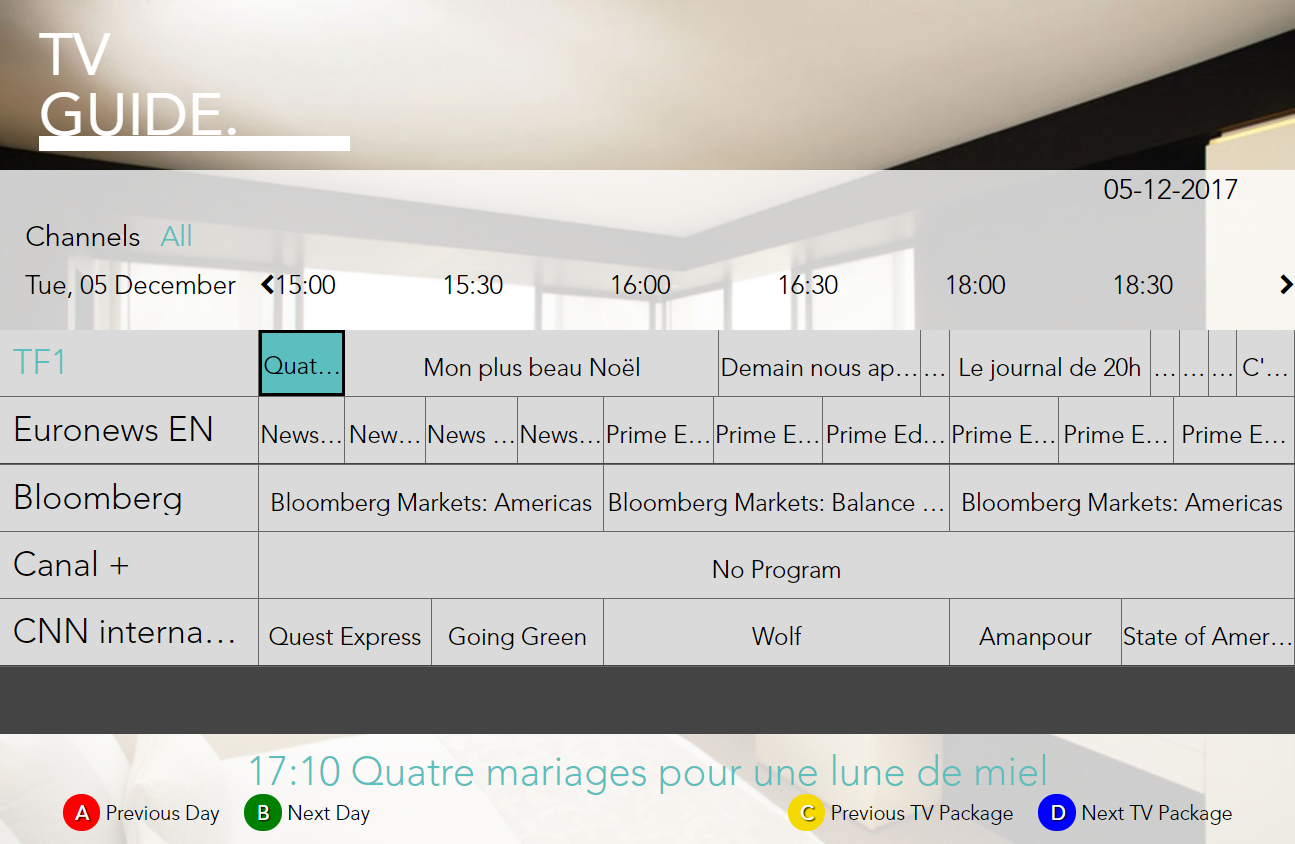 TV
GUIDE.
05-12-2017
Channels All
Tue, 05 December 15:00 15:30 16:00 16:30 18:00 18:30
TF1 Quat... Mon plus beau Noël Demain nous ap... ... Le journal de 20h ... ... ... C'...
Euronews EN News... New... News ... News... Prime E... Prime E... Prime Ed... Prime E... Prime E... Prime E...
Bloomberg Bloomberg Markets: Americas Bloomberg Markets: Balance ... Bloomberg Markets: Americas
Canal + No Program
CNN interna... Quest Express Going Green Wolf Amanpour State of Amer...
17:10 Quatre mariages pour une lune de miel
A Previous Day B Next Day C Previous TV Package D Next TV Package